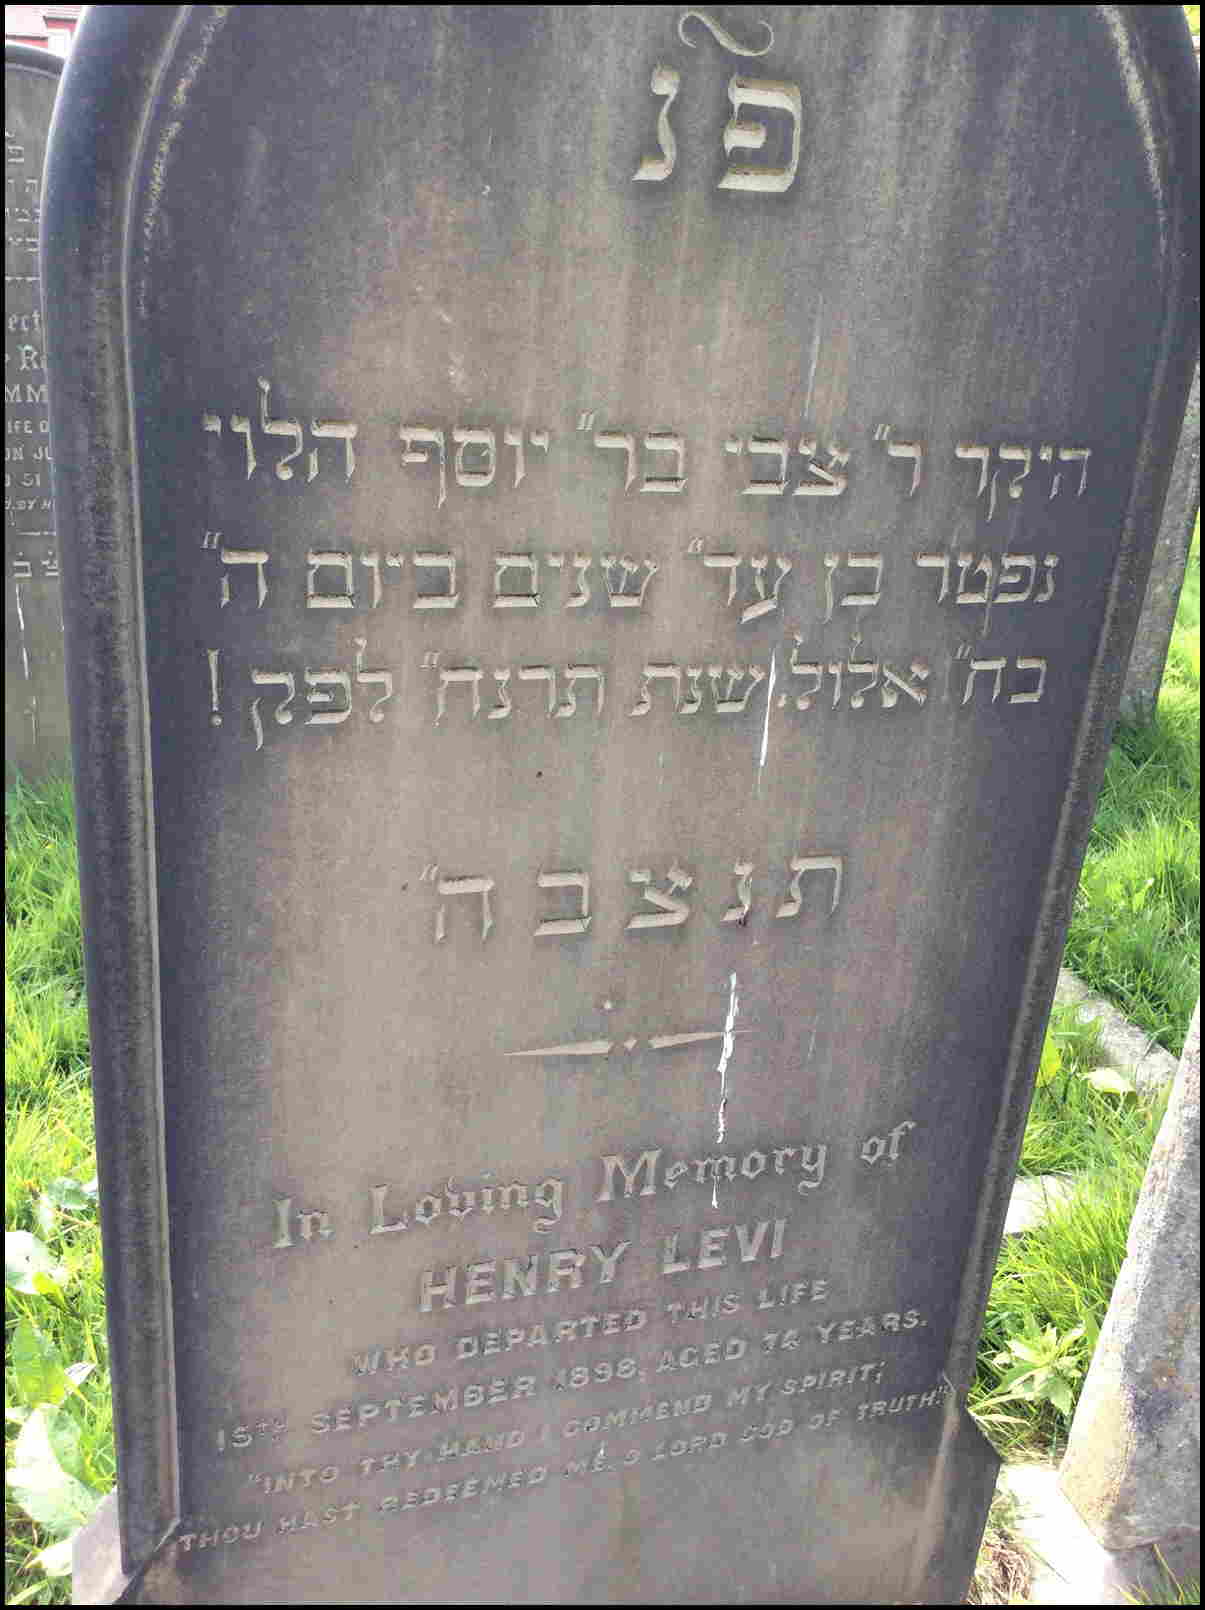 פ נ
היקר ר״ צבי בר״ יוסף הלוי
נפטר בן עד״ שנים ביום ה״
כח״ אלול שנת תרנח״ לפק !
ת נ צ ב ה״
In Loving Memory of
HENRY LEVI
WHO DEPARTED THIS LIFE
15TH SEPTEMBER 1898, AGED 74 YEARS.
"INTO THY HAND I COMMEND MY SPIRIT;
THOU HAST REDEEMED ME, O LORD GOD OF TRUTH."